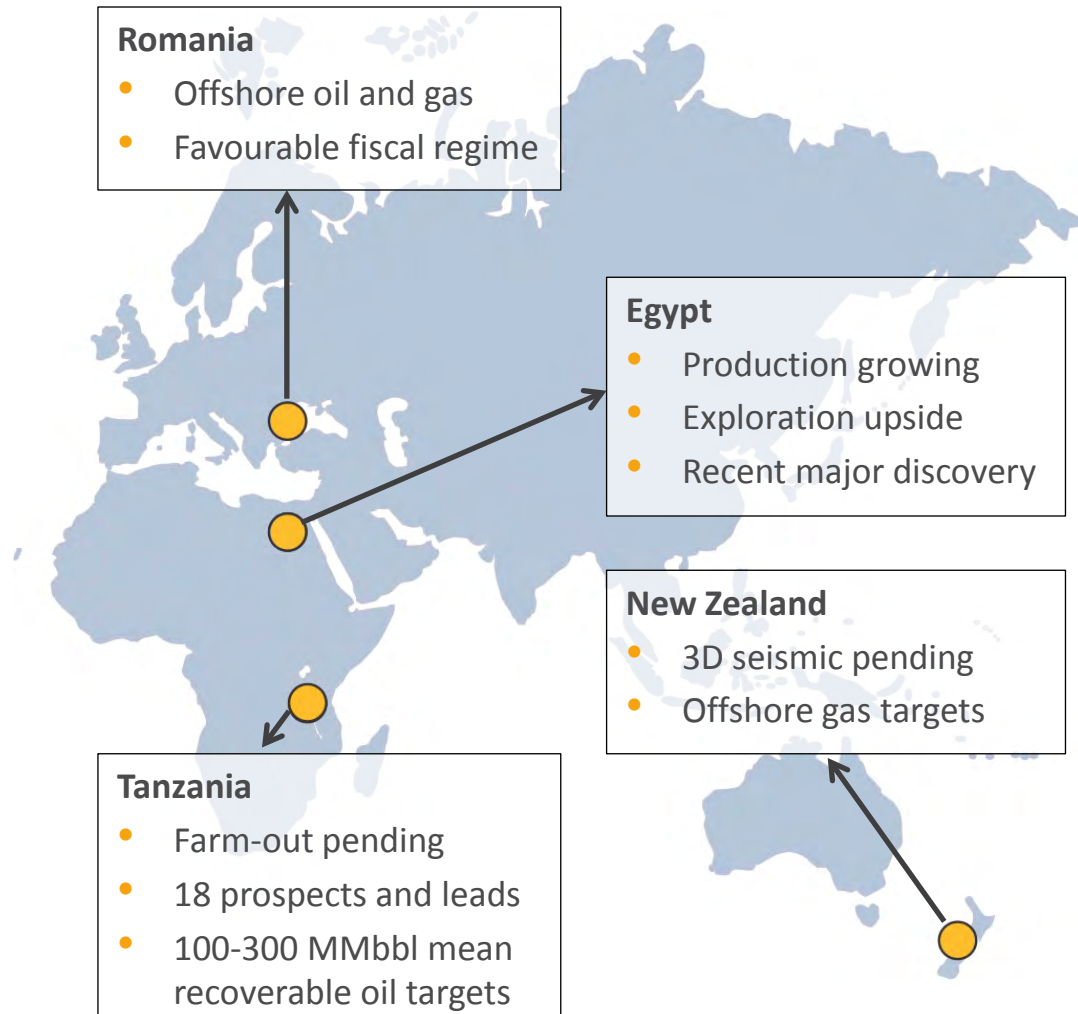 Romania
• Offshore oil and gas
• Favourable fiscal regime
Egypt
• Production growing
• Exploration upside
• Recent major discovery
New Zealand
• 3D seismic pending
• Offshore gas targets
Tanzania
• Farm-out pending
• 18 prospects and leads
• 100-300 MMbbl mean
recoverable oil targets